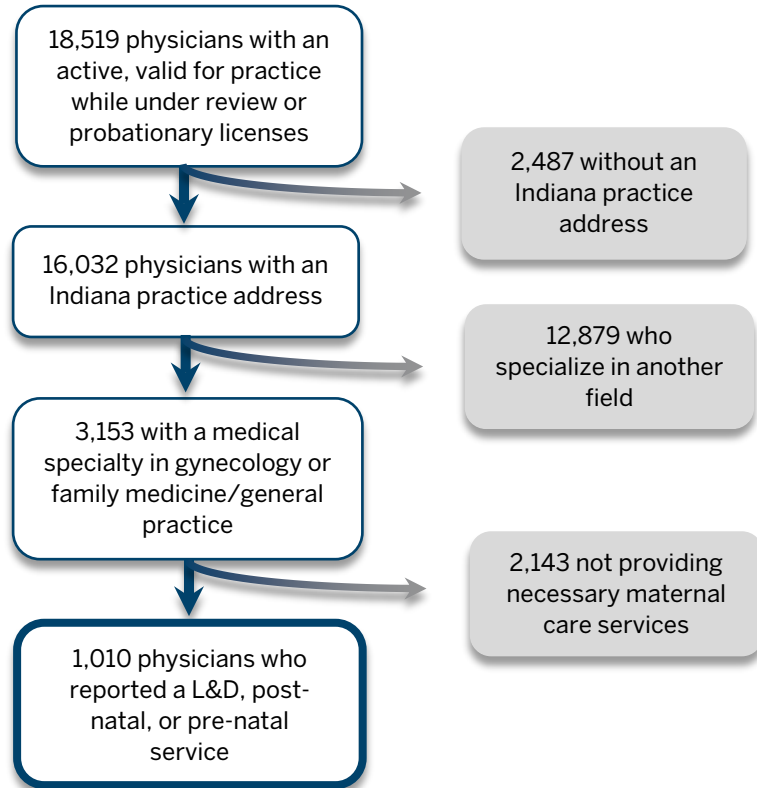 18,519 physicians with an
active, valid for practice
while under review or
probationary licenses
2,487 without an
Indiana practice
address
16,032 physicians with an
Indiana practice address
12,879 who
specialize in another
field
3,153 with a medical
specialty in gynecology or
family medicine/general
practice
2,143 not providing
necessary maternal
care services
1,010 physicians who
reported a L&D, post-
natal, or pre-natal
service